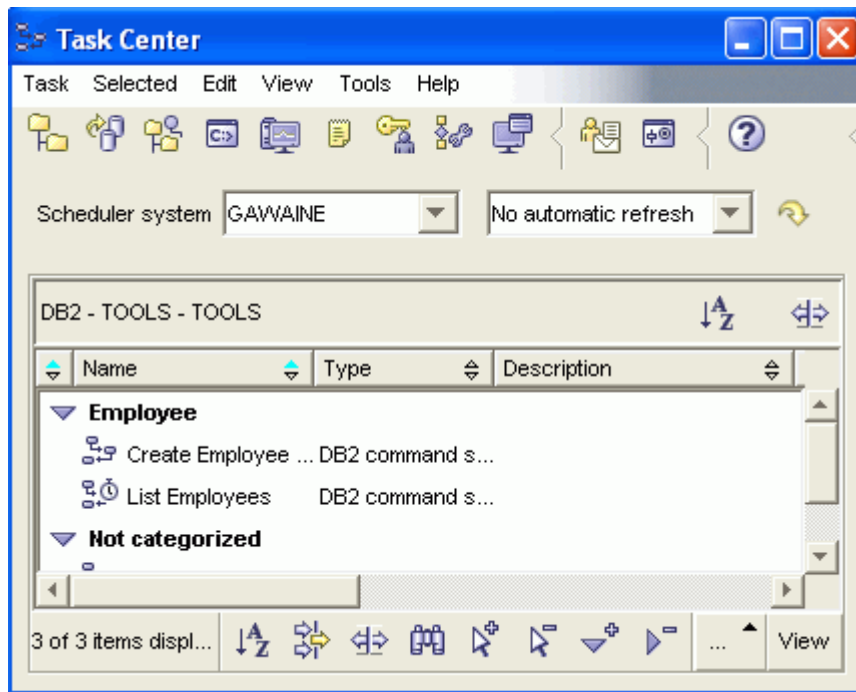 Task Center
Task Selected Edit View Tools Help
Scheduler system GAWAINE No automatic refresh
DB2 - TOOLS - TOOLS
Name Type Description
Employee
Create Employee ... DB2 command s...
List Employees DB2 command s...
Not categorized
3 of 3 items displ... ... View